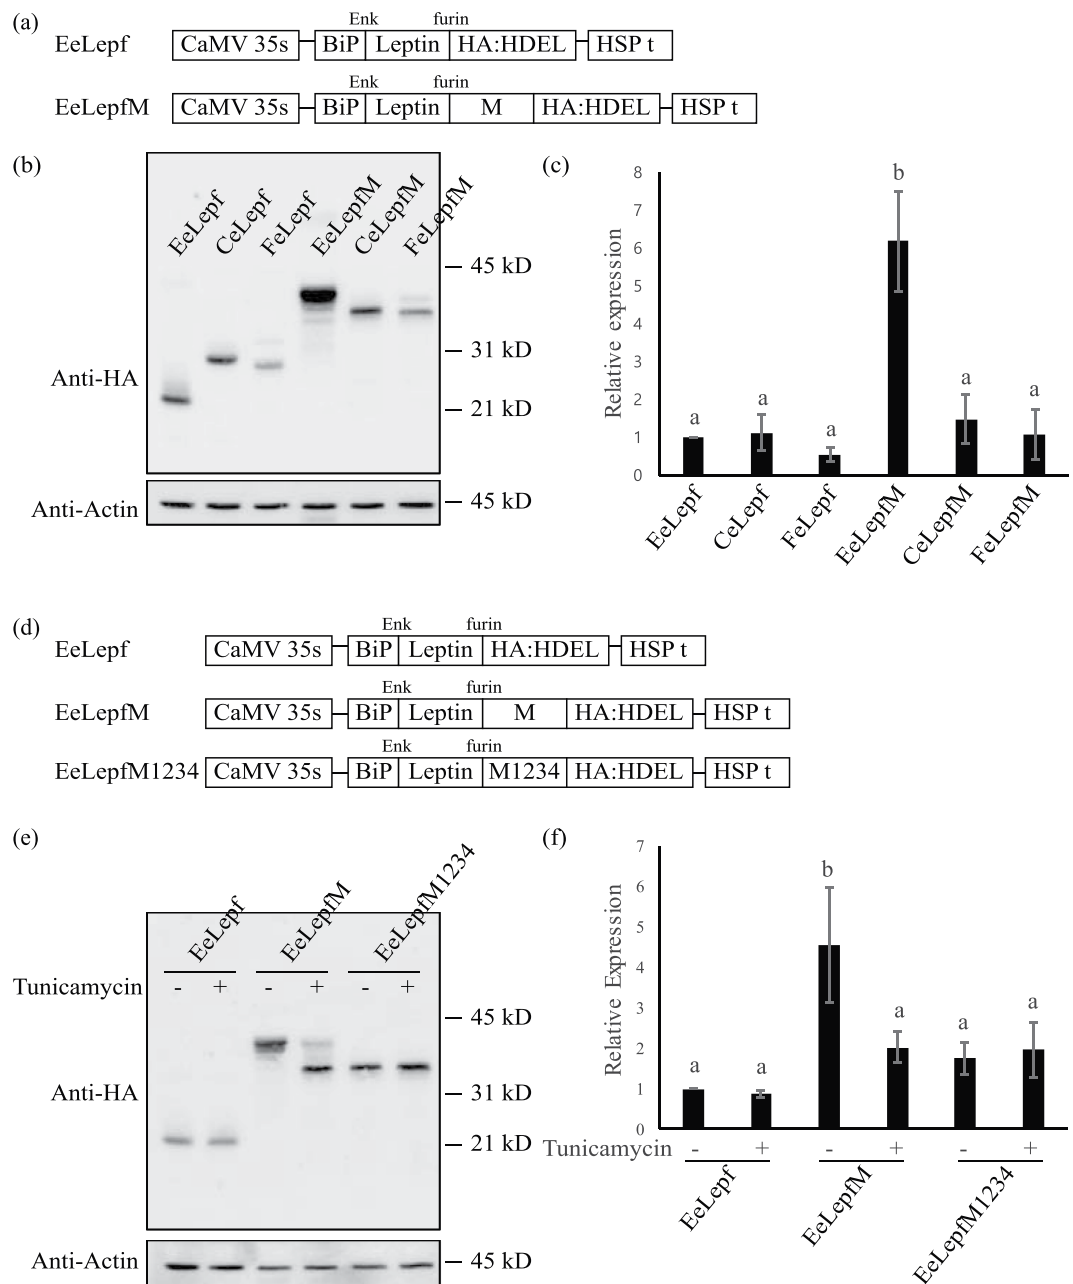 (a)
Enk furin
EeLepf CaMV 35s BiP Leptin HA:HDEL HSP t
Enk furin
EeLepfM CaMV 35s BiP Leptin M HA:HDEL HSP t
(b)
EeLepf CeLepf FeLepf EeLepfM CeLepfM FeLepfM
45 kD
31 kD
Anti-HA
21 kD
Anti-Actin 45 kD
(c)
Relative expression
8
7
6
5
4
3
2
1
0
a a a b a a
EeLepf CeLepf FeLepf EeLepfM CeLepfM FeLepfM
(d)
Enk furin
EeLepf CaMV 35s BiP Leptin HA:HDEL HSP t
Enk furin
EeLepfM CaMV 35s BiP Leptin M HA:HDEL HSP t
Enk furin
EeLepfM1234 CaMV 35s BiP Leptin M1234 HA:HDEL HSP t
(e)
EeLepf EeLepfM EeLepfM1234
Tunicamycin - + - + - +
45 kD
Anti-HA 31 kD
21 kD
Anti-Actin 45 kD
(f)
Relative Expression
7
6
5
4
3
2
1
0
a a b a a a
Tunicamycin - + - + - +
EeLepf EeLepfM EeLepfM1234